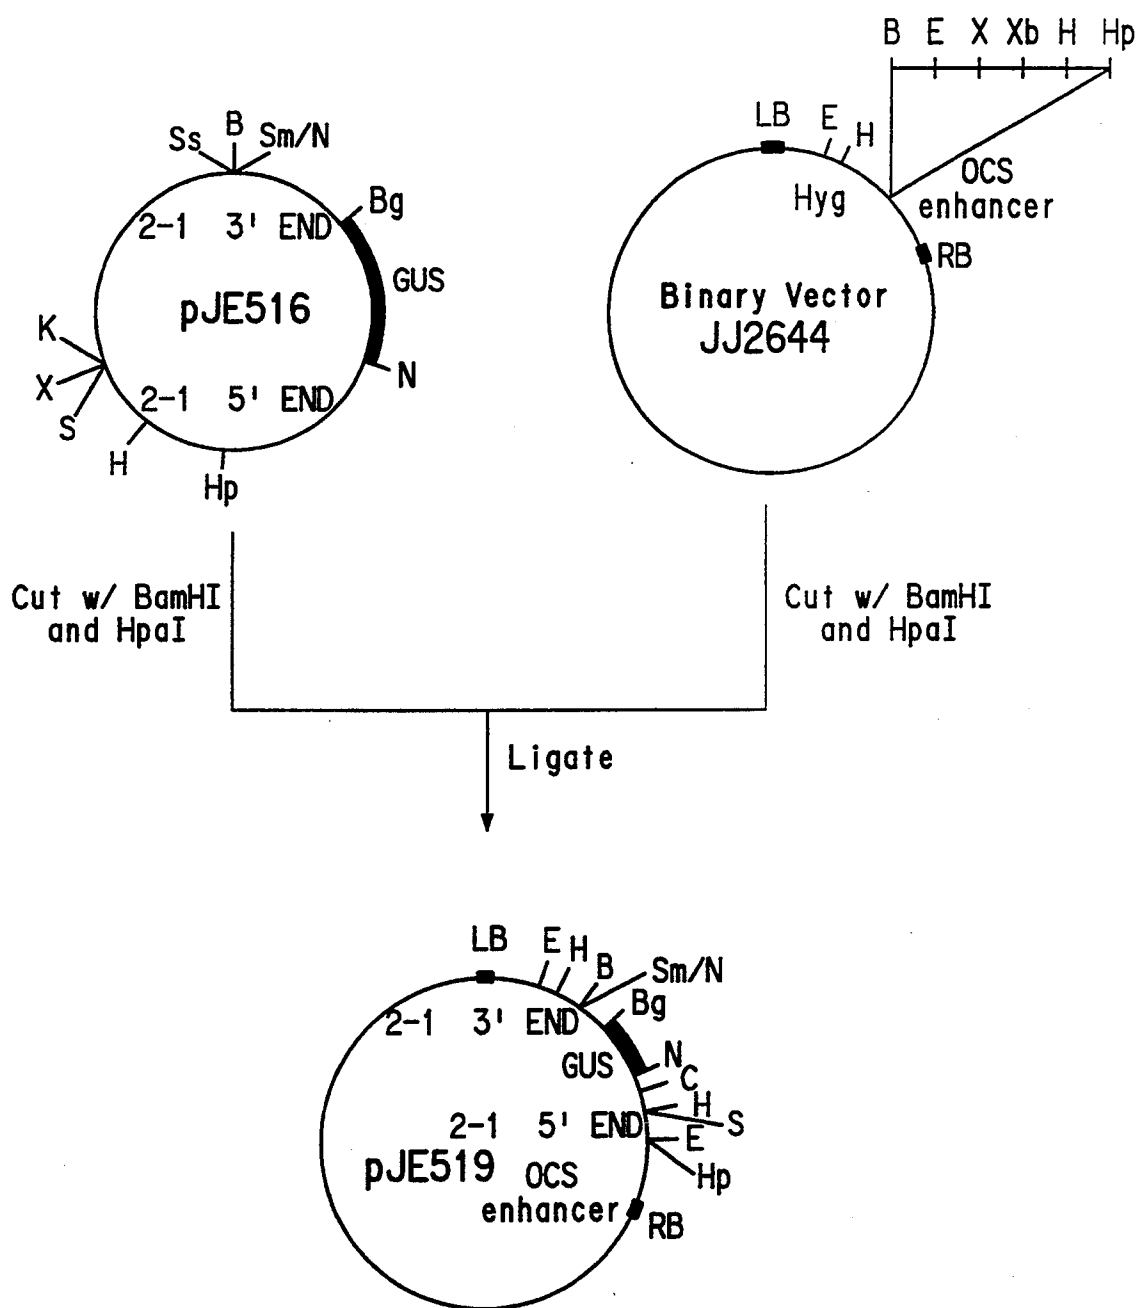 B E X Xb H Hp
Ss B Sm/N
LB E H
Bg
Hyg
OCS
enhancer
2-1 3' END
GUS
RB
pJE516
Binary Vector
JJ2644
K
X
S
N
2-1 5' END
H
Hp
Cut w/ BamHI
and HpaI
Cut w/ BamHI
and HpaI
Ligate
LB E H B Sm/N
Bg
2-1 3' END
GUS
N
C
H
S
2-1 5' END
E
pJE519
Hp
OCS
enhancer
RB